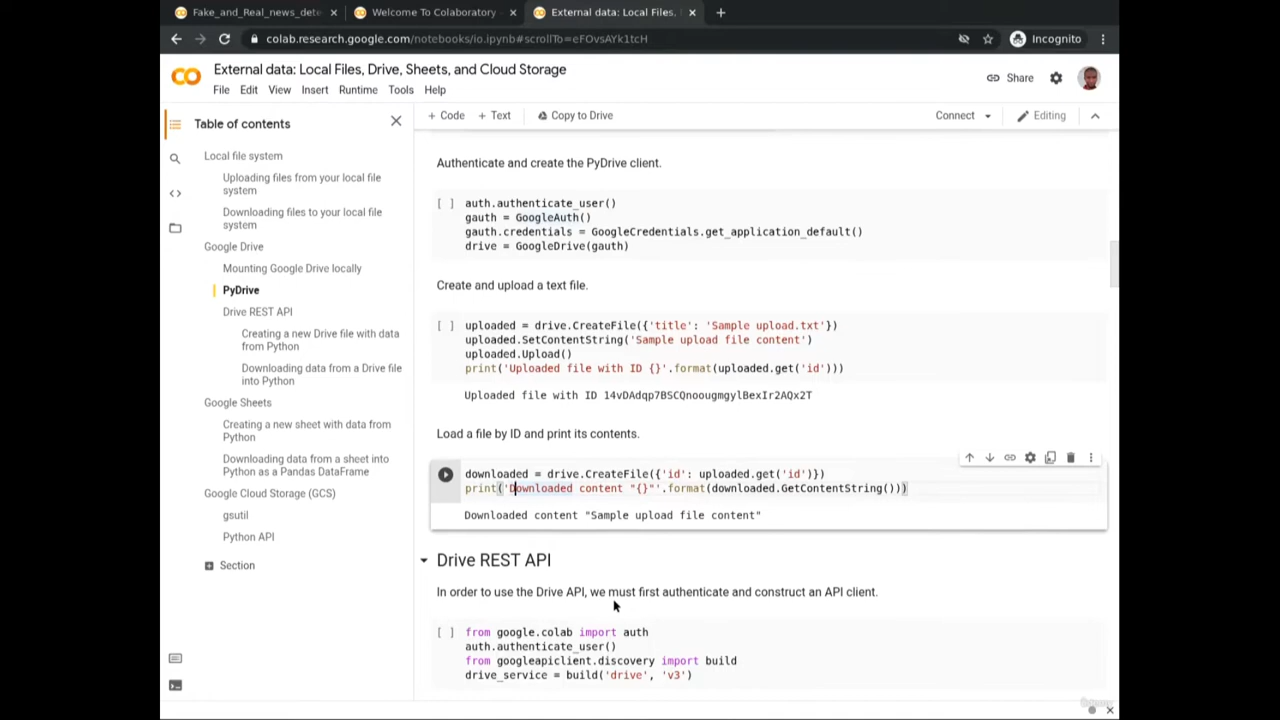 Fake_and_Real_news_dete
Welcome To Colaboratory
External data: Local Files,
colab.research.google.com/notebooks/io.ipynb#scrollTo=eFOvsAYk1tcH
Incognito
External data: Local Files, Drive, Sheets, and Cloud Storage
Share
File Edit View Insert Runtime Tools Help
Table of contents
+ Code + Text Copy to Drive
Connect
Editing
Local file system
Uploading files from your local file
system
Downloading files to your local file
system
Google Drive
Mounting Google Drive locally
PyDrive
Drive REST API
Creating a new Drive file with data
from Python
Downloading data from a Drive file
into Python
Google Sheets
Creating a new sheet with data from
Python
Downloading data from a sheet into
Python as a Pandas DataFrame
Google Cloud Storage (GCS)
gsutil
Python API
Section
Authenticate and create the PyDrive client.
[ ] auth.authenticate_user()
gauth = GoogleAuth()
gauth.credentials = GoogleCredentials.get_application_default()
drive = GoogleDrive(gauth)
Create and upload a text file.
[ ] uploaded = drive.CreateFile({'title': 'Sample upload.txt'})
uploaded.SetContentString('Sample upload file content')
uploaded.Upload()
print('Uploaded file with ID {}'.format(uploaded.get('id')))
Uploaded file with ID 14vDAdqp7BSCQnoougmgylBexIr2AQx2T
Load a file by ID and print its contents.
downloaded = drive.CreateFile({'id': uploaded.get('id')})
print('Downloaded content "{}"'.format(downloaded.GetContentString()))
Downloaded content "Sample upload file content"
Drive REST API
In order to use the Drive API, we must first authenticate and construct an API client.
[ ] from google.colab import auth
auth.authenticate_user()
from googleapiclient.discovery import build
drive_service = build('drive', 'v3')
Udemy